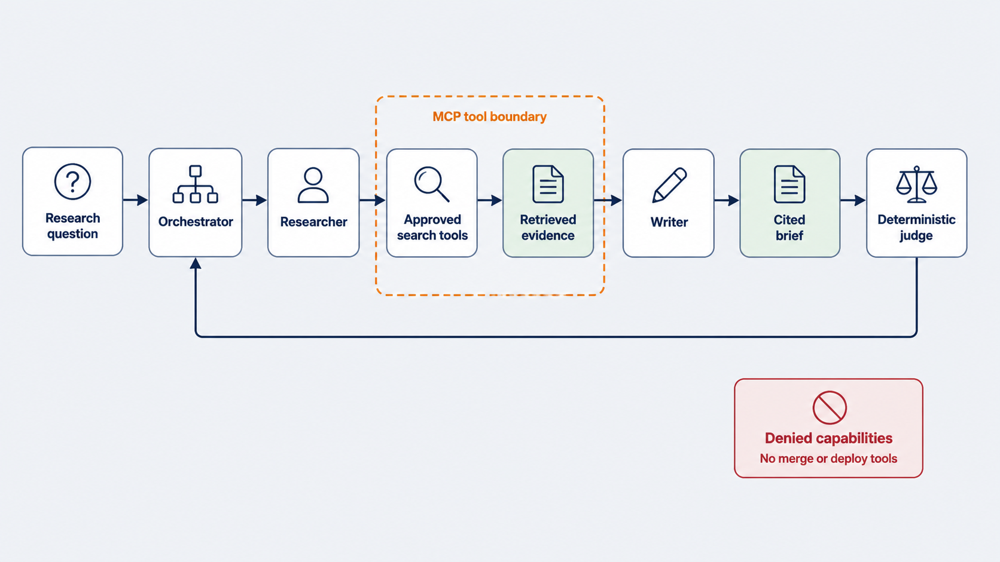 MCP tool boundary
Research
question
Orchestrator
Researcher
Approved
search tools
Retrieved
evidence
Writer
Cited
brief
Deterministic
judge
Denied capabilities
No merge or deploy tools